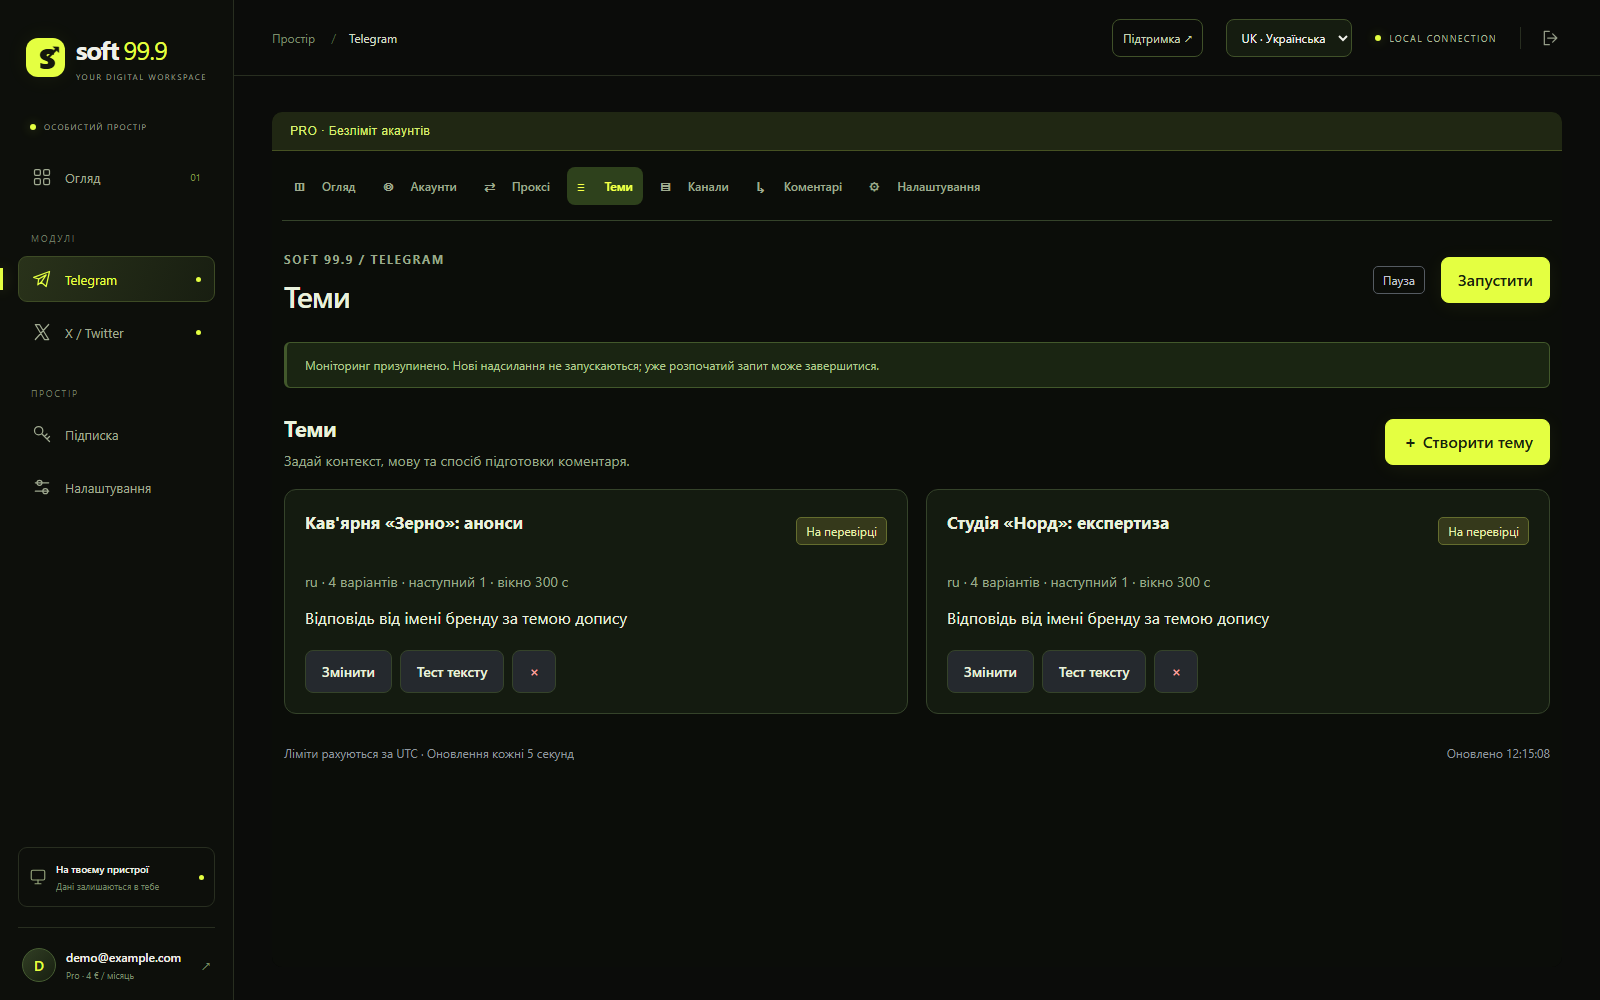 soft 99.9
YOUR DIGITAL WORKSPACE
Простір / Telegram
Підтримка ↗
UK · Українська
LOCAL CONNECTION
ОСОБИСТИЙ ПРОСТІР
Огляд 01
МОДУЛІ
Telegram
X / Twitter
ПРОСТІР
Підписка
Налаштування
На твоєму пристрої
Дані залишаються в тебе
D
demo@example.com ↗
Pro · 4 € / місяць
PRO · Безліміт акаунтів
Огляд Акаунти Проксі Теми Канали Коментарі Налаштування
SOFT 99.9 / TELEGRAM
Теми
Пауза
Запустити
Моніторинг призупинено. Нові надсилання не запускаються; уже розпочатий запит може завершитися.
Теми
Задай контекст, мову та спосіб підготовки коментаря.
+ Створити тему
Кав'ярня «Зерно»: анонси
На перевірці
ru · 4 варіантів · наступний 1 · вікно 300 с
Відповідь від імені бренду за темою допису
Змінити Тест тексту ×
Студія «Норд»: експертиза
На перевірці
ru · 4 варіантів · наступний 1 · вікно 300 с
Відповідь від імені бренду за темою допису
Змінити Тест тексту ×
Ліміти рахуються за UTC · Оновлення кожні 5 секунд
Оновлено 12:15:08